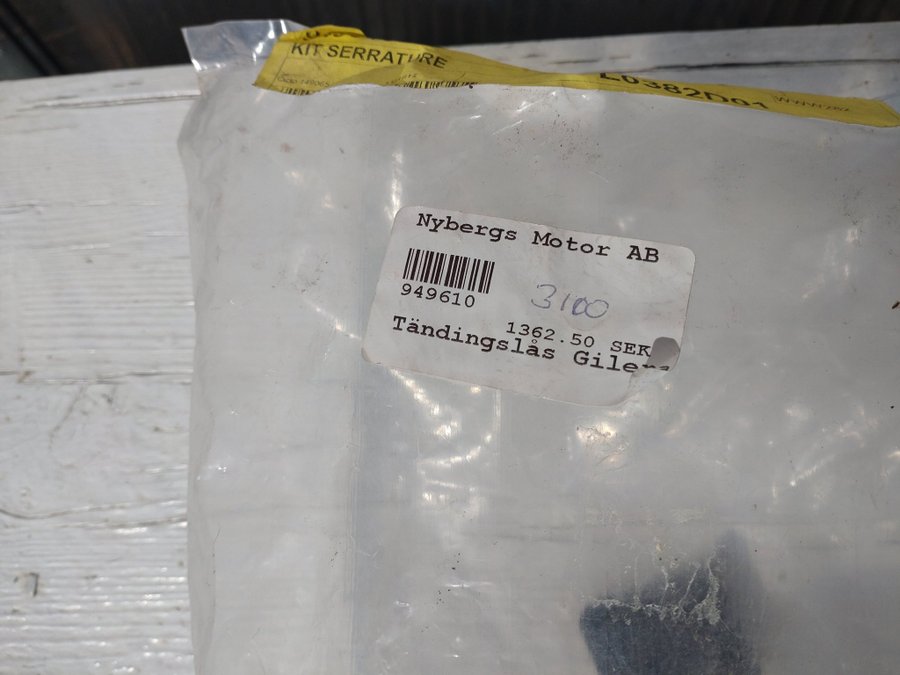 KIT SERRATURE
Nybergs Motor AB
949610
3100
1362.50 SEK
Tändingslås Gilera